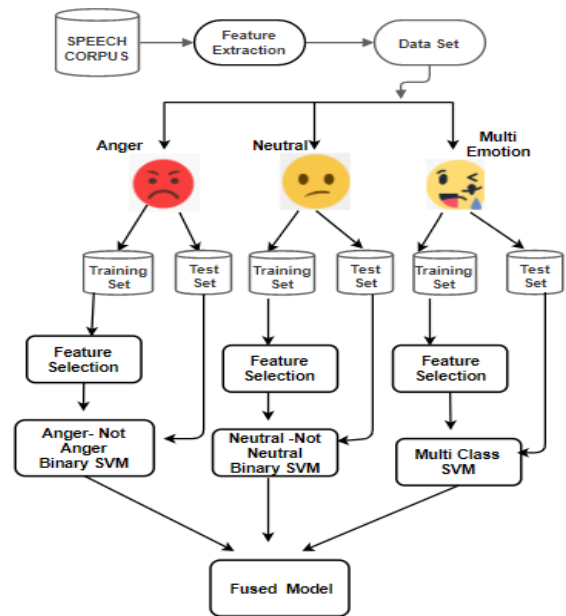 SPEECH
CORPUS
Feature
Extraction
Data Set
Anger
Neutral
Multi
Emotion
Training
Set
Test
Set
Training
Set
Test
Set
Training
Set
Test
Set
Feature
Selection
Feature
Selection
Feature
Selection
Anger- Not
Anger
Binary SVM
Neutral -Not
Neutral
Binary SVM
Multi Class
SVM
Fused Model